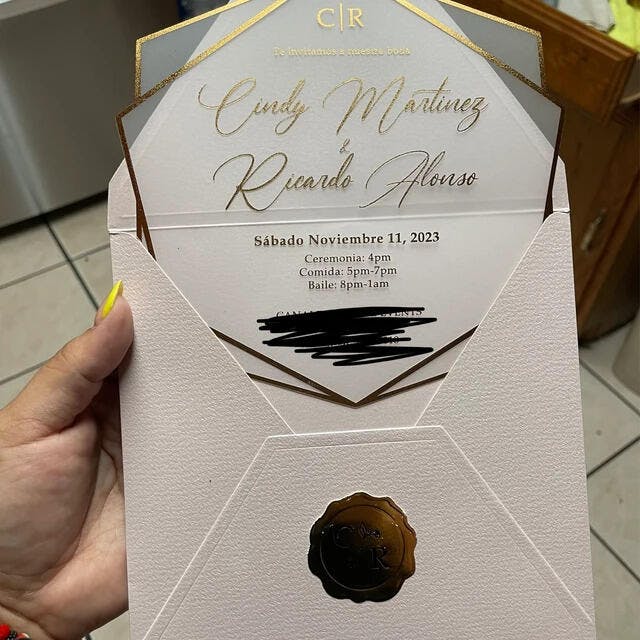 C|R
Te Invitamos a nuestra boda
Cindy Martinez
&
Ricardo Alonso
Sábado Noviembre 11, 2023
Ceremonia: 4pm
Comida: 5pm-7pm
Baile: 8pm-1am
C
R